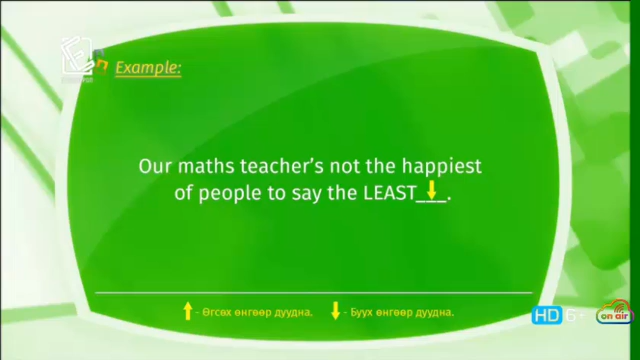 Example:
Our maths teacher's not the happiest
of people to say the LEAST___.
- Өгсөх өнгөөр дуудна. - Буух өнгөөр дуудна.
HD 6+
on air